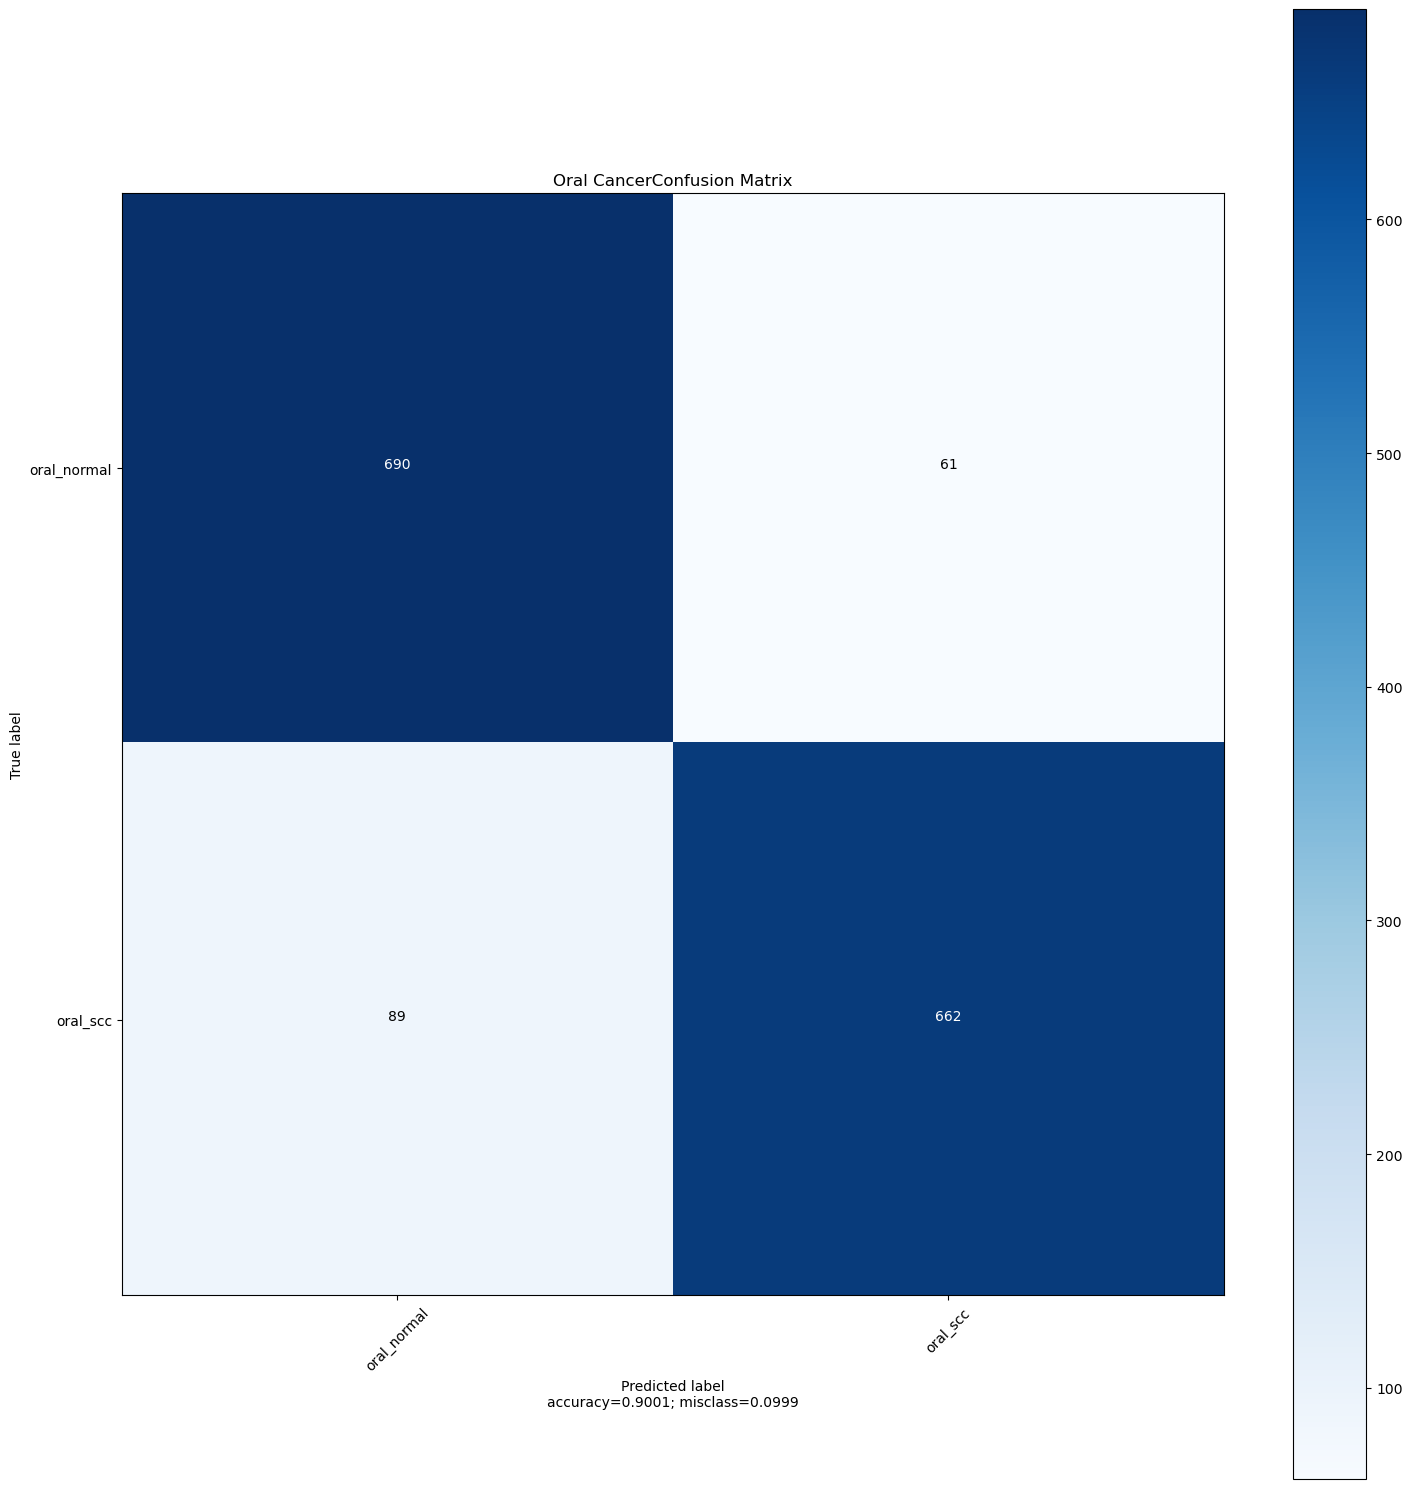 Oral CancerConfusion Matrix
600
500
oral_normal
690
61
400
True label
300
oral_scc
89
662
200
oral_normal
oral_scc
Predicted label
100
accuracy=0.9001; misclass=0.0999